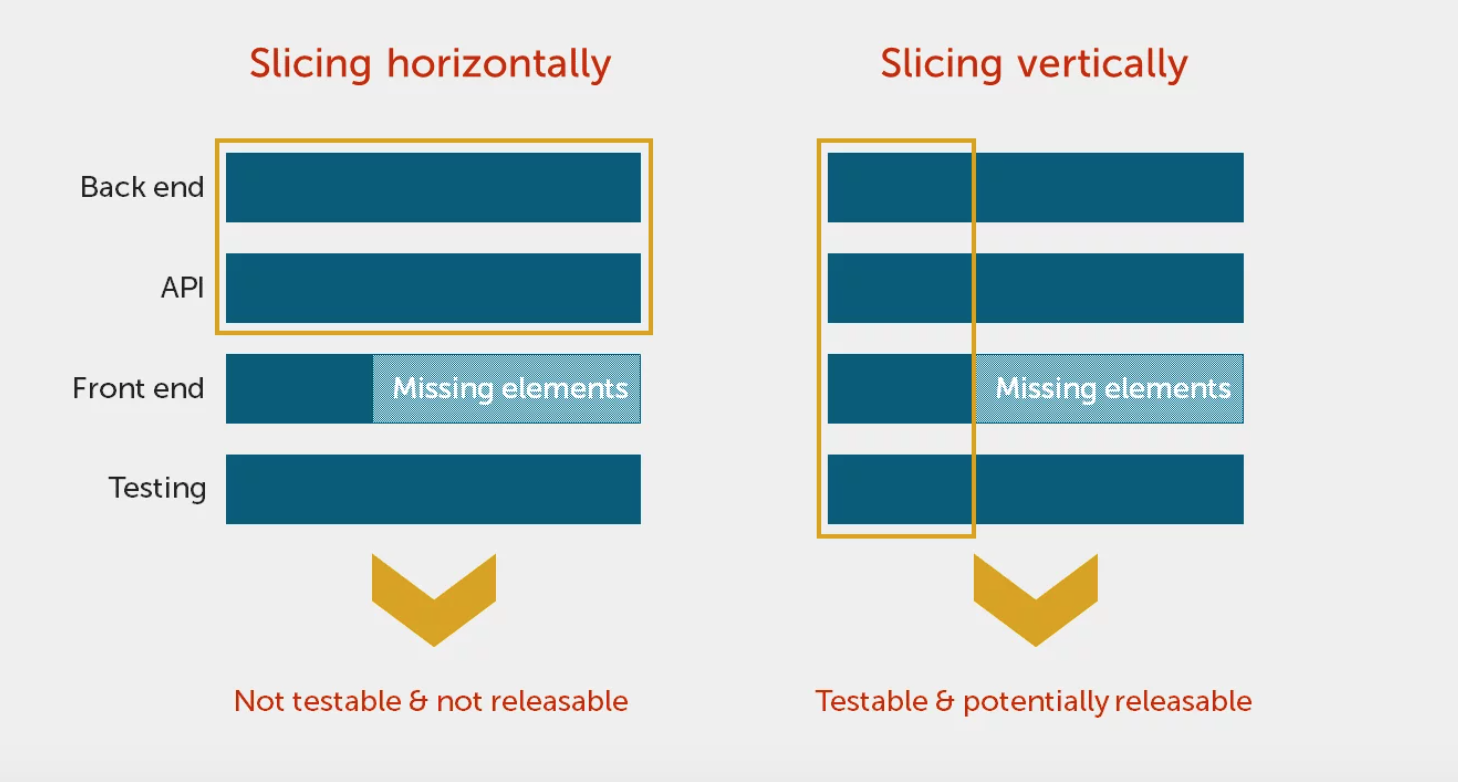 Slicing horizontally
Slicing vertically
Back end
API
Front end
Missing elements
Missing elements
Testing
Not testable & not releasable
Testable & potentially releasable